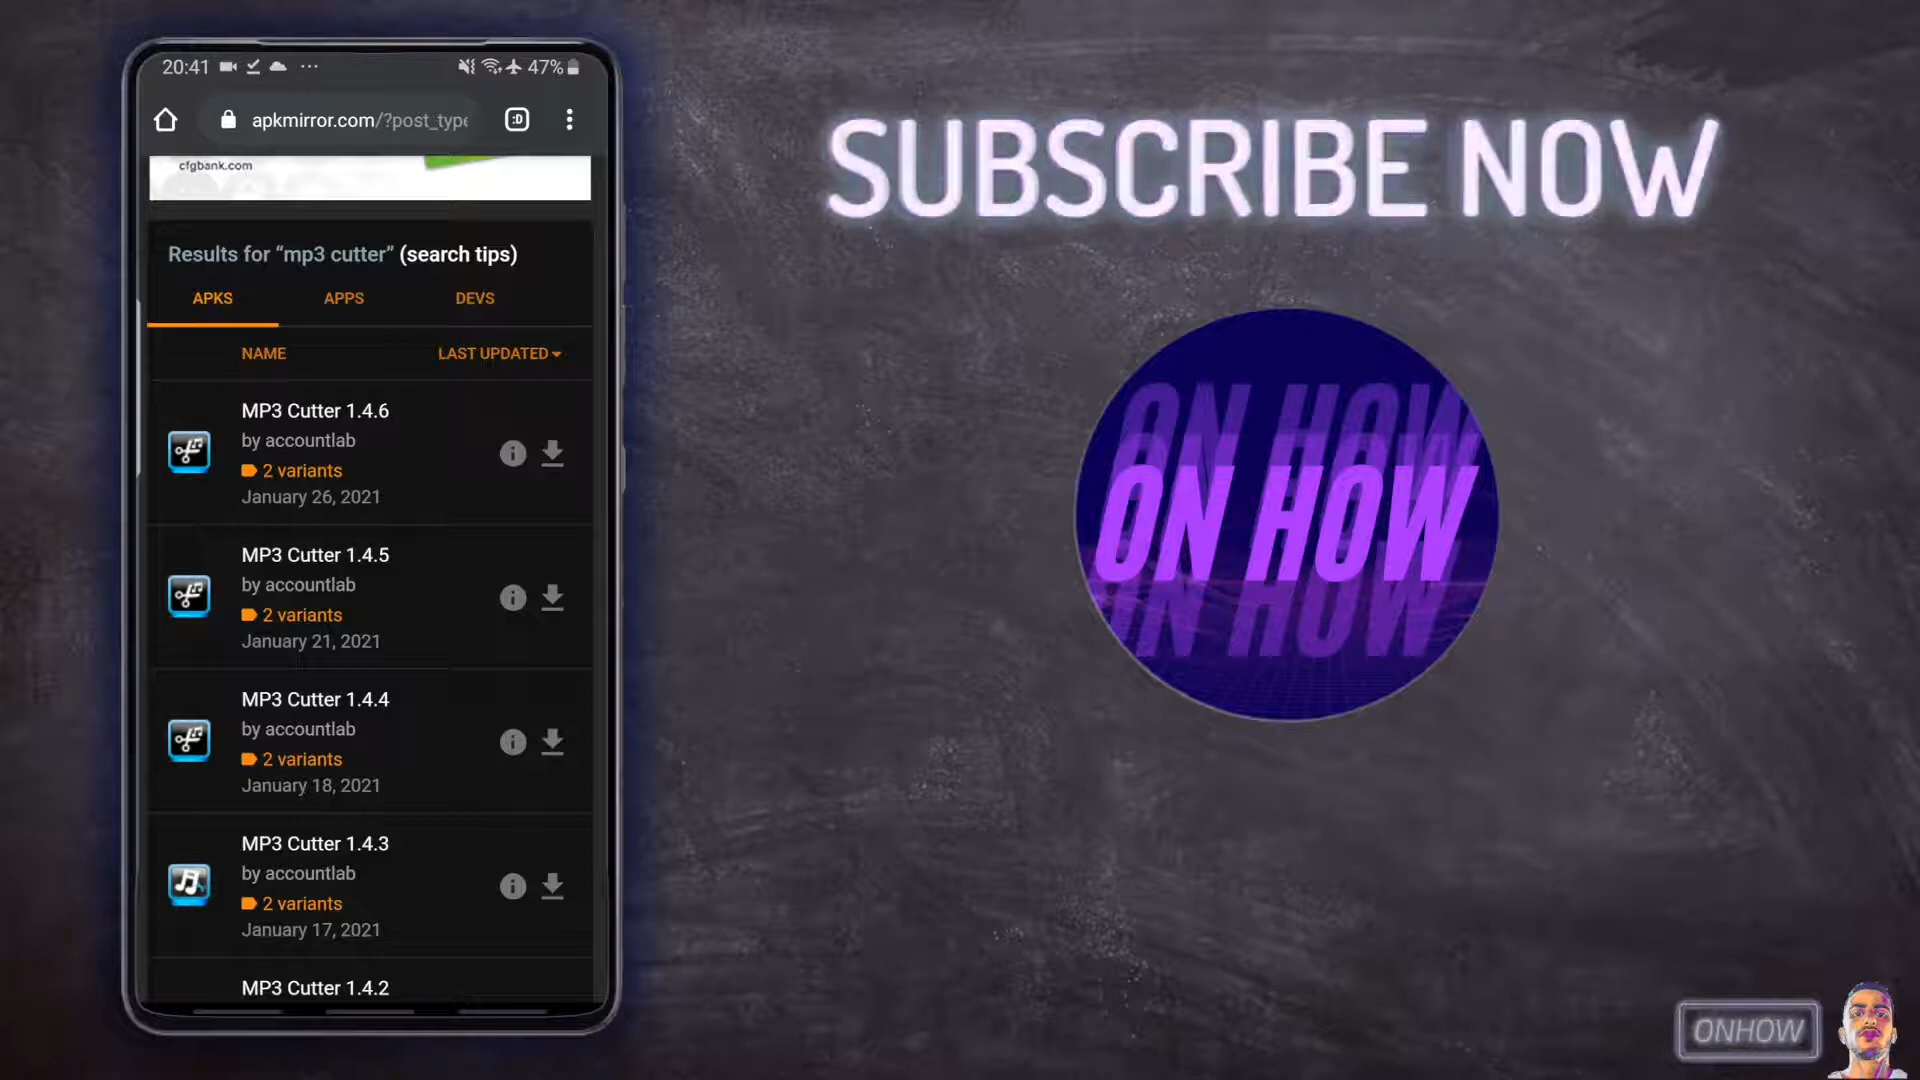 20:41
47%
apkmirror.com/?post_type
cfgbank.com
Results for “mp3 cutter” (search tips)
APKS APPS DEVS
NAME LAST UPDATED
MP3 Cutter 1.4.6
by accountlab
2 variants
January 26, 2021
MP3 Cutter 1.4.5
by accountlab
2 variants
January 21, 2021
MP3 Cutter 1.4.4
by accountlab
2 variants
January 18, 2021
MP3 Cutter 1.4.3
by accountlab
2 variants
January 17, 2021
MP3 Cutter 1.4.2
SUBSCRIBE NOW
ON HOW
ON HOW
ON HOW
ONHOW